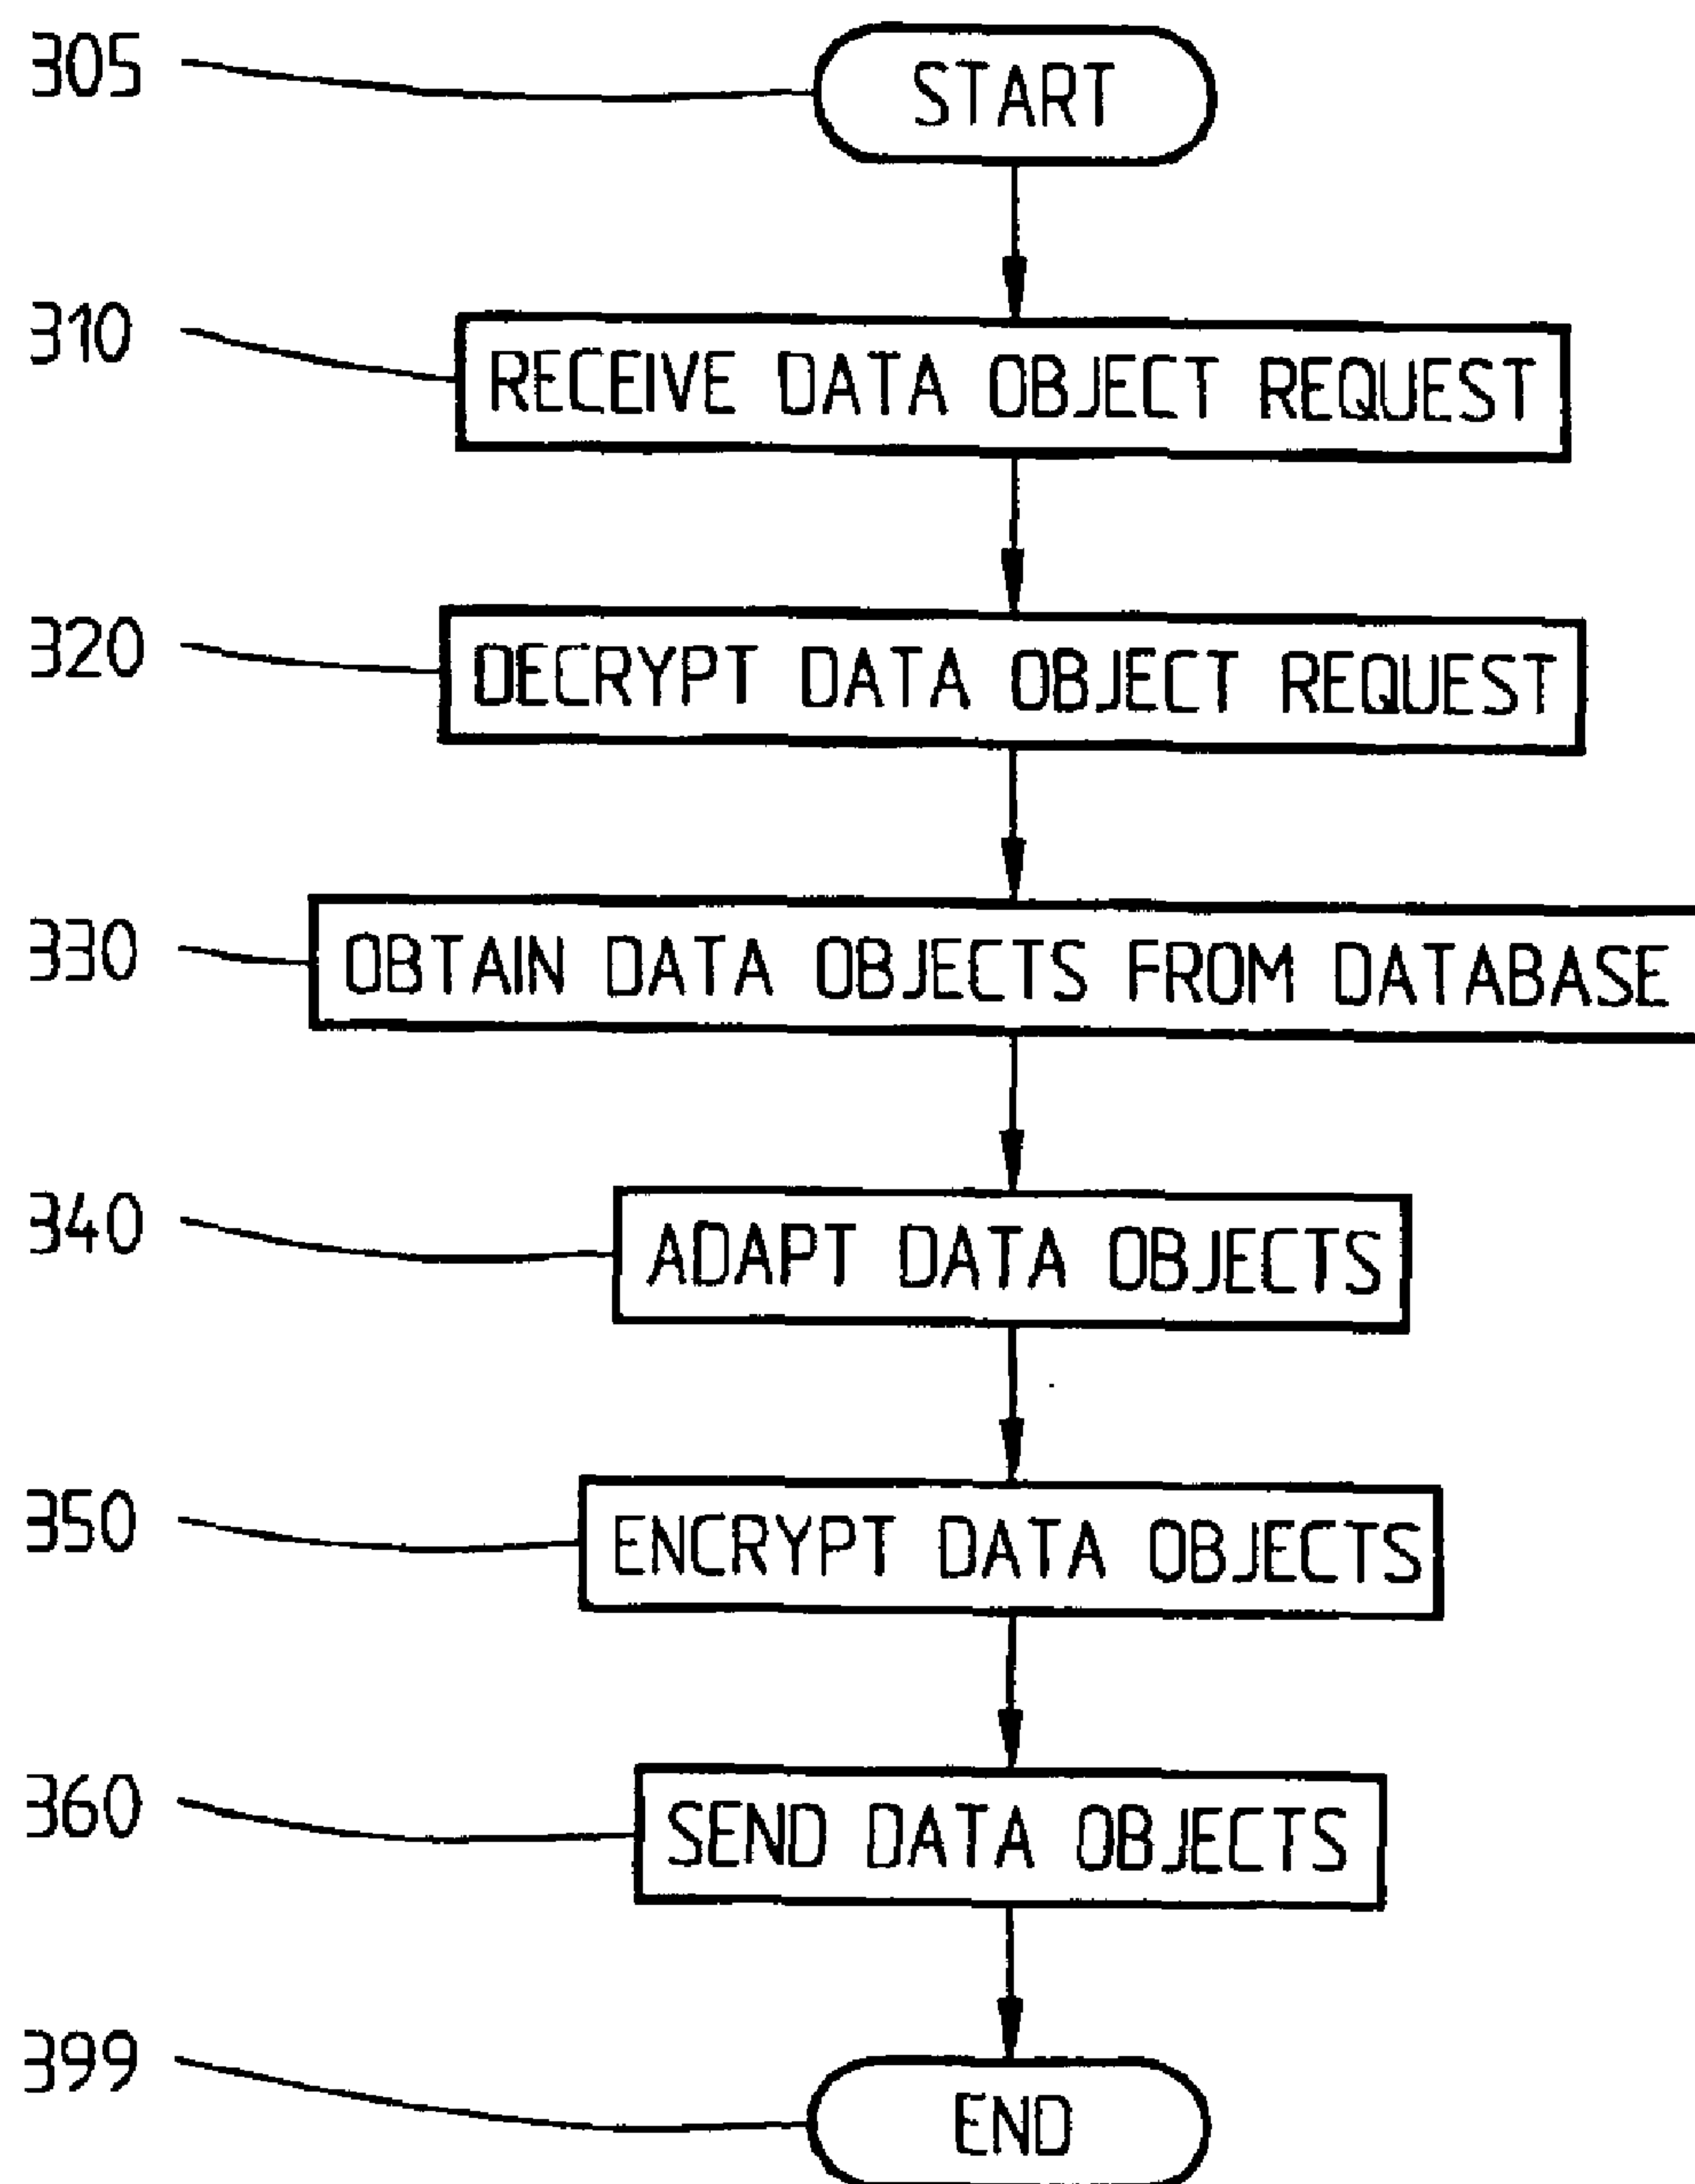 305 START
310 RECEIVE DATA OBJECT REQUEST
320 DECRYPT DATA OBJECT REQUEST
330 OBTAIN DATA OBJECTS FROM DATABASE
340 ADAPT DATA OBJECTS
350 ENCRYPT DATA OBJECTS
360 SEND DATA OBJECTS
399 END